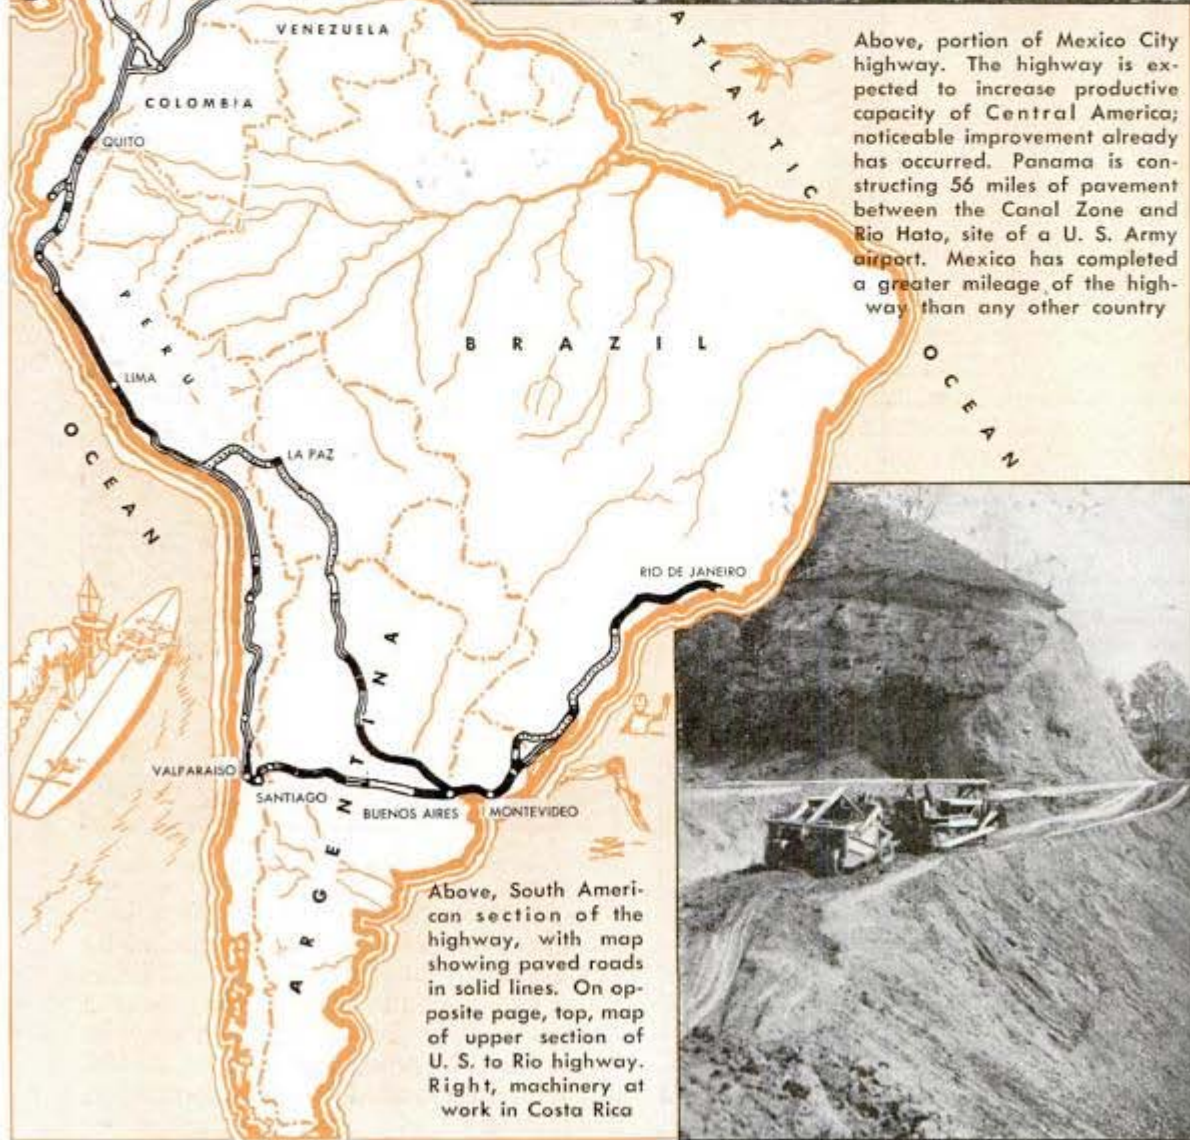 VENEZUELA
COLOMBIA
QUITO
ATLANTIC
OCEAN
Above, portion of Mexico City
highway. The highway is ex-
pected to increase productive
capacity of Central America;
noticeable improvement already
has occurred. Panama is con-
structing 56 miles of pavement
between the Canal Zone and
Rio Hato, site of a U. S. Army
airport. Mexico has completed
a greater mileage of the high-
way than any other country
PERU
BRAZIL
LIMA
OCEAN
LA PAZ
RIO DE JANEIRO
ARGENTINA
VALPARAISO
SANTIAGO
BUENOS AIRES
MONTEVIDEO
Above, South Ameri-
can section of the
highway, with map
showing paved roads
in solid lines. On op-
posite page, top, map
of upper section of
U. S. to Rio highway.
Right, machinery at
work in Costa Rica